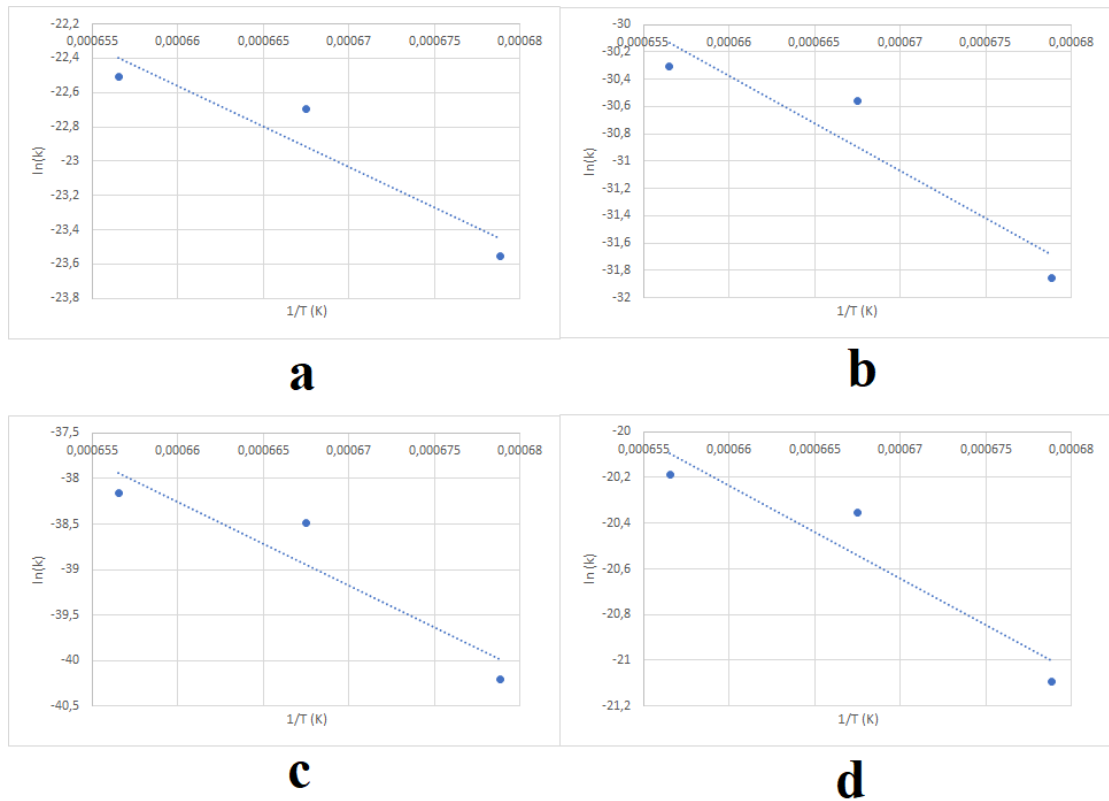 -22,2
0,000655 0,00066 0,000665 0,00067 0,000675 0,00068
-22,4
-22,6
-22,8
-23
-23,2
-23,4
-23,6
-23,8
ln(k)
1/T (K)
a
-30
0,000655 0,00066 0,000665 0,00067 0,000675 0,00068
-30,2
-30,4
-30,6
-30,8
-31
-31,2
-31,4
-31,6
-31,8
-32
ln(k)
1/T (K)
b
-37,5
0,000655 0,00066 0,000665 0,00067 0,000675 0,00068
-38
-38,5
-39
-39,5
-40
-40,5
ln(k)
1/T (K)
c
-20
0,000655 0,00066 0,000665 0,00067 0,000675 0,00068
-20,2
-20,4
-20,6
-20,8
-21
-21,2
ln (k)
1/T (K)
d